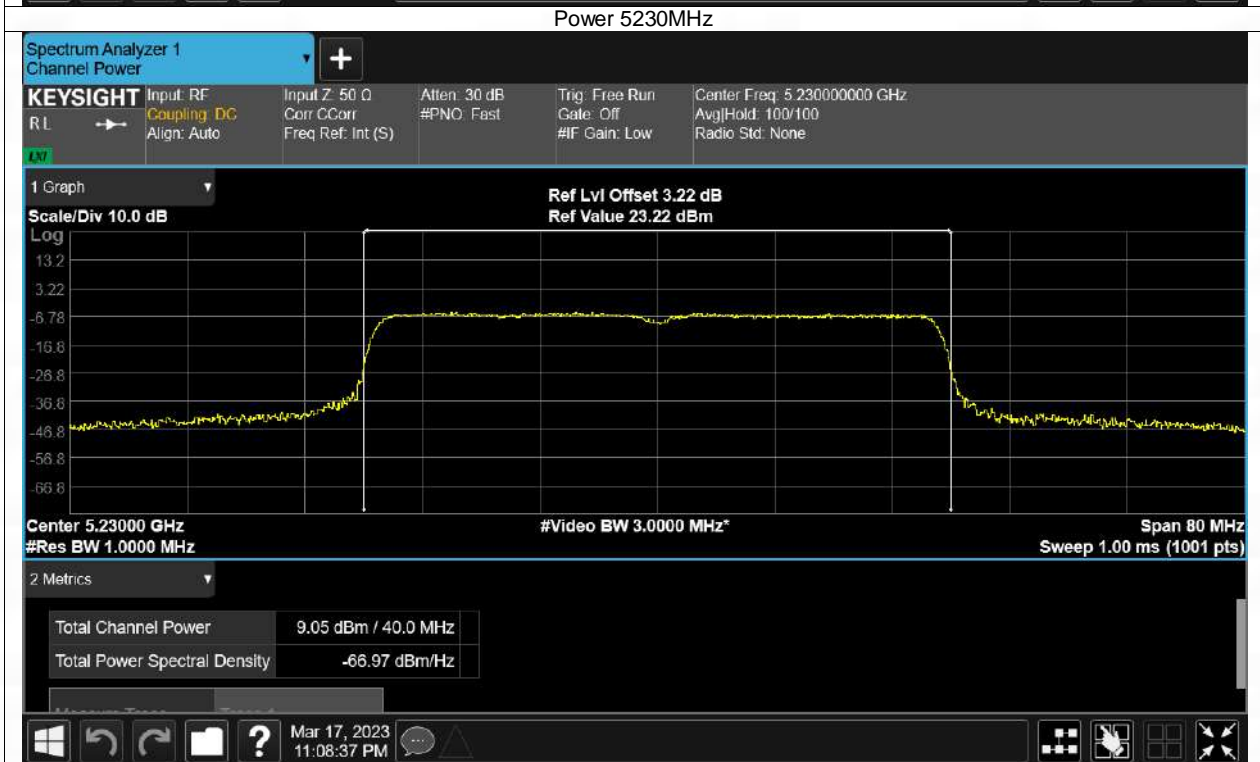 Power 5230MHz
Spectrum Analyzer 1
Channel Power
KEYSIGHT Input: RF Input Z: 50 Ω Atten: 30 dB Trig: Free Run Center Freq: 5.230000000 GHz
RL Coupling: DC Corr CCorr #PNO: Fast Gate: Off Avg|Hold: 100/100
Align: Auto Freq Ref: Int (S) #IF Gain: Low Radio Std: None
LXI
1 Graph Ref Lvl Offset 3.22 dB
Scale/Div 10.0 dB Ref Value 23.22 dBm
Log
13.2
3.22
-6.78
-16.8
-26.8
-36.8
-46.8
-56.8
-66.8
Center 5.23000 GHz #Video BW 3.0000 MHz* Span 80 MHz
#Res BW 1.0000 MHz Sweep 1.00 ms (1001 pts)
2 Metrics
Total Channel Power 9.05 dBm / 40.0 MHz
Total Power Spectral Density -66.97 dBm/Hz
Mar 17, 2023
11:08:37 PM